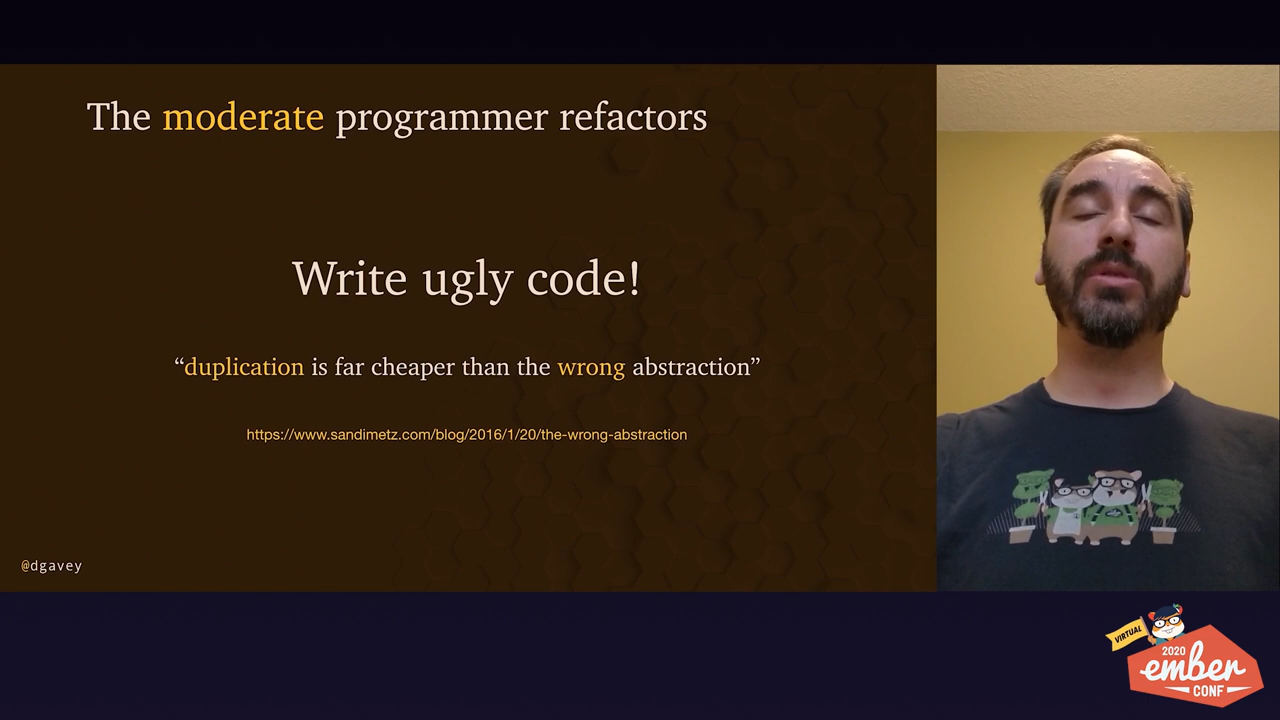 The moderate programmer refactors
Write ugly code!
“duplication is far cheaper than the wrong abstraction”
https://www.sandimetz.com/blog/2016/1/20/the-wrong-abstraction
@dgavey
VIRTUAL
2020
ember
CONF